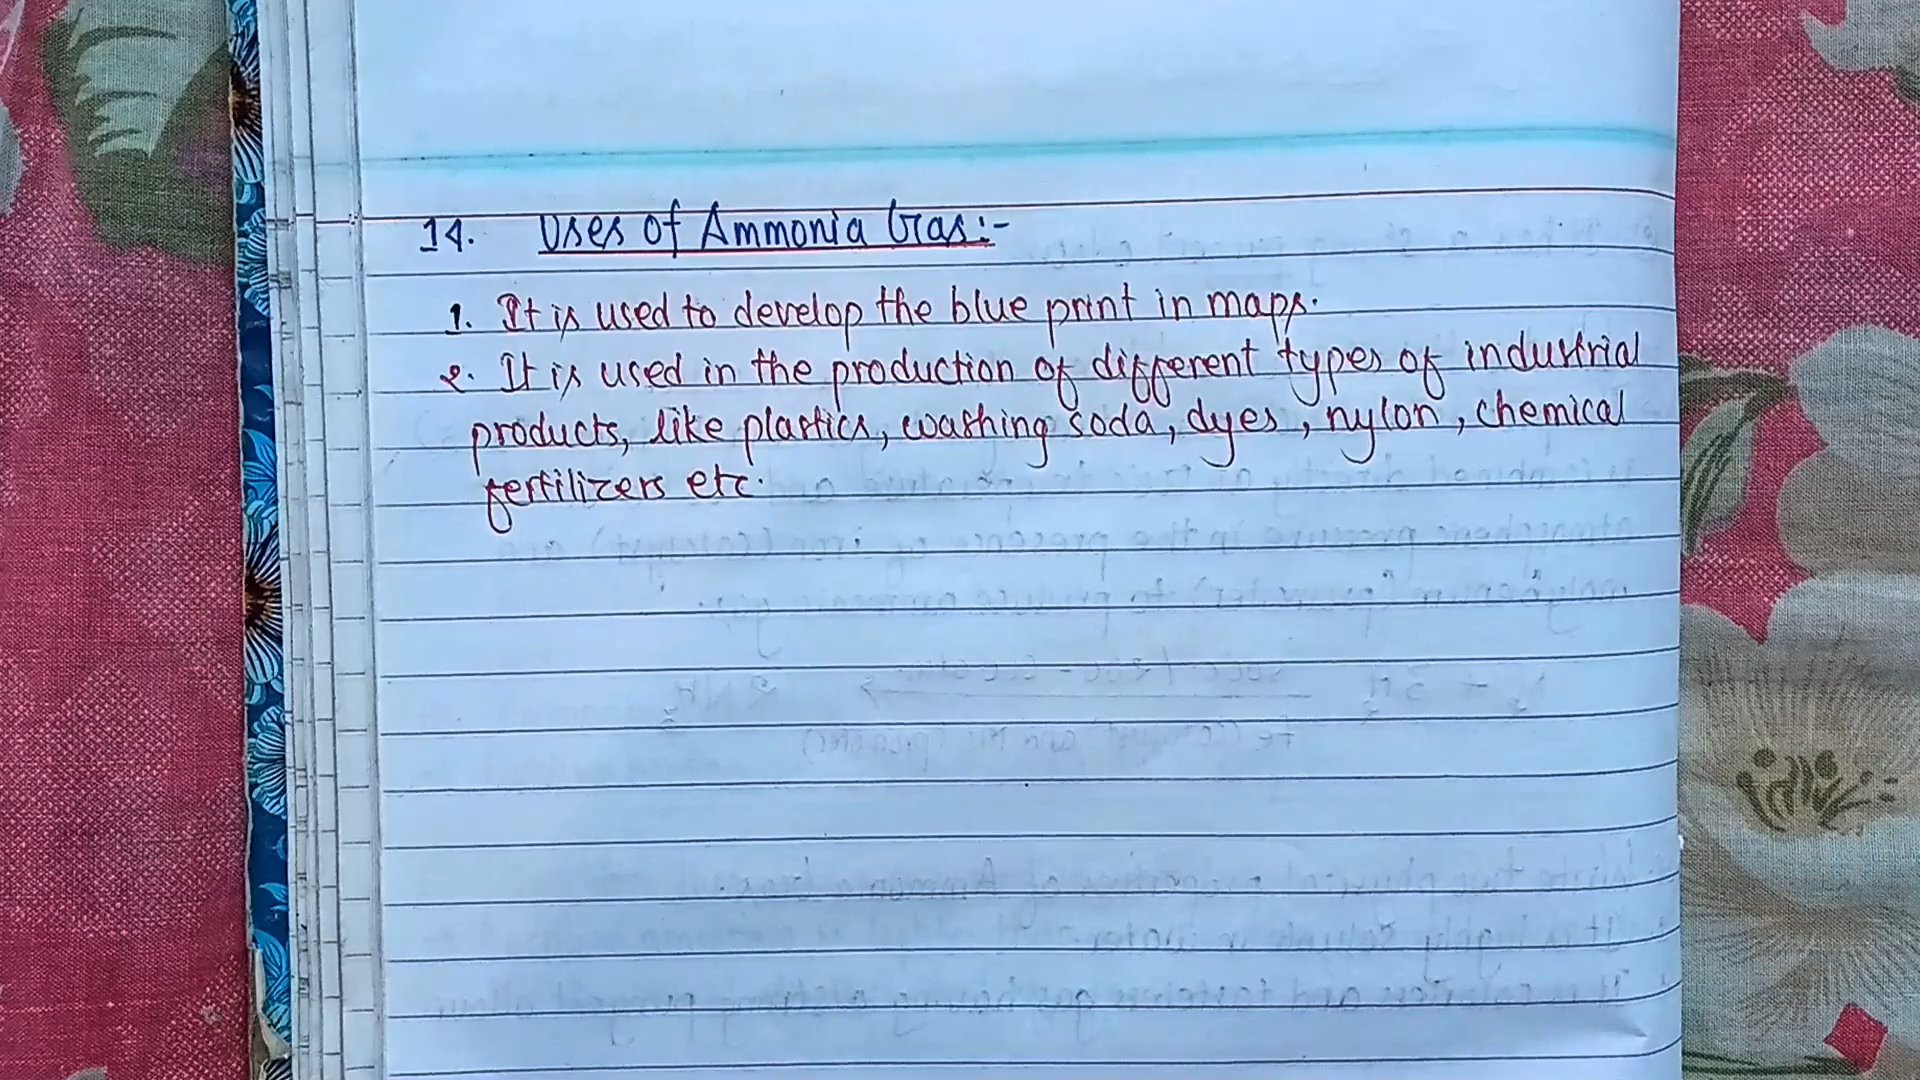 14. Uses of Ammonia Gas:-
1. It is used to develop the blue print in maps.
2. It is used in the production of different types of industrial
products, like plastics, washing soda, dyes, nylon, chemical
fertilizers etc.